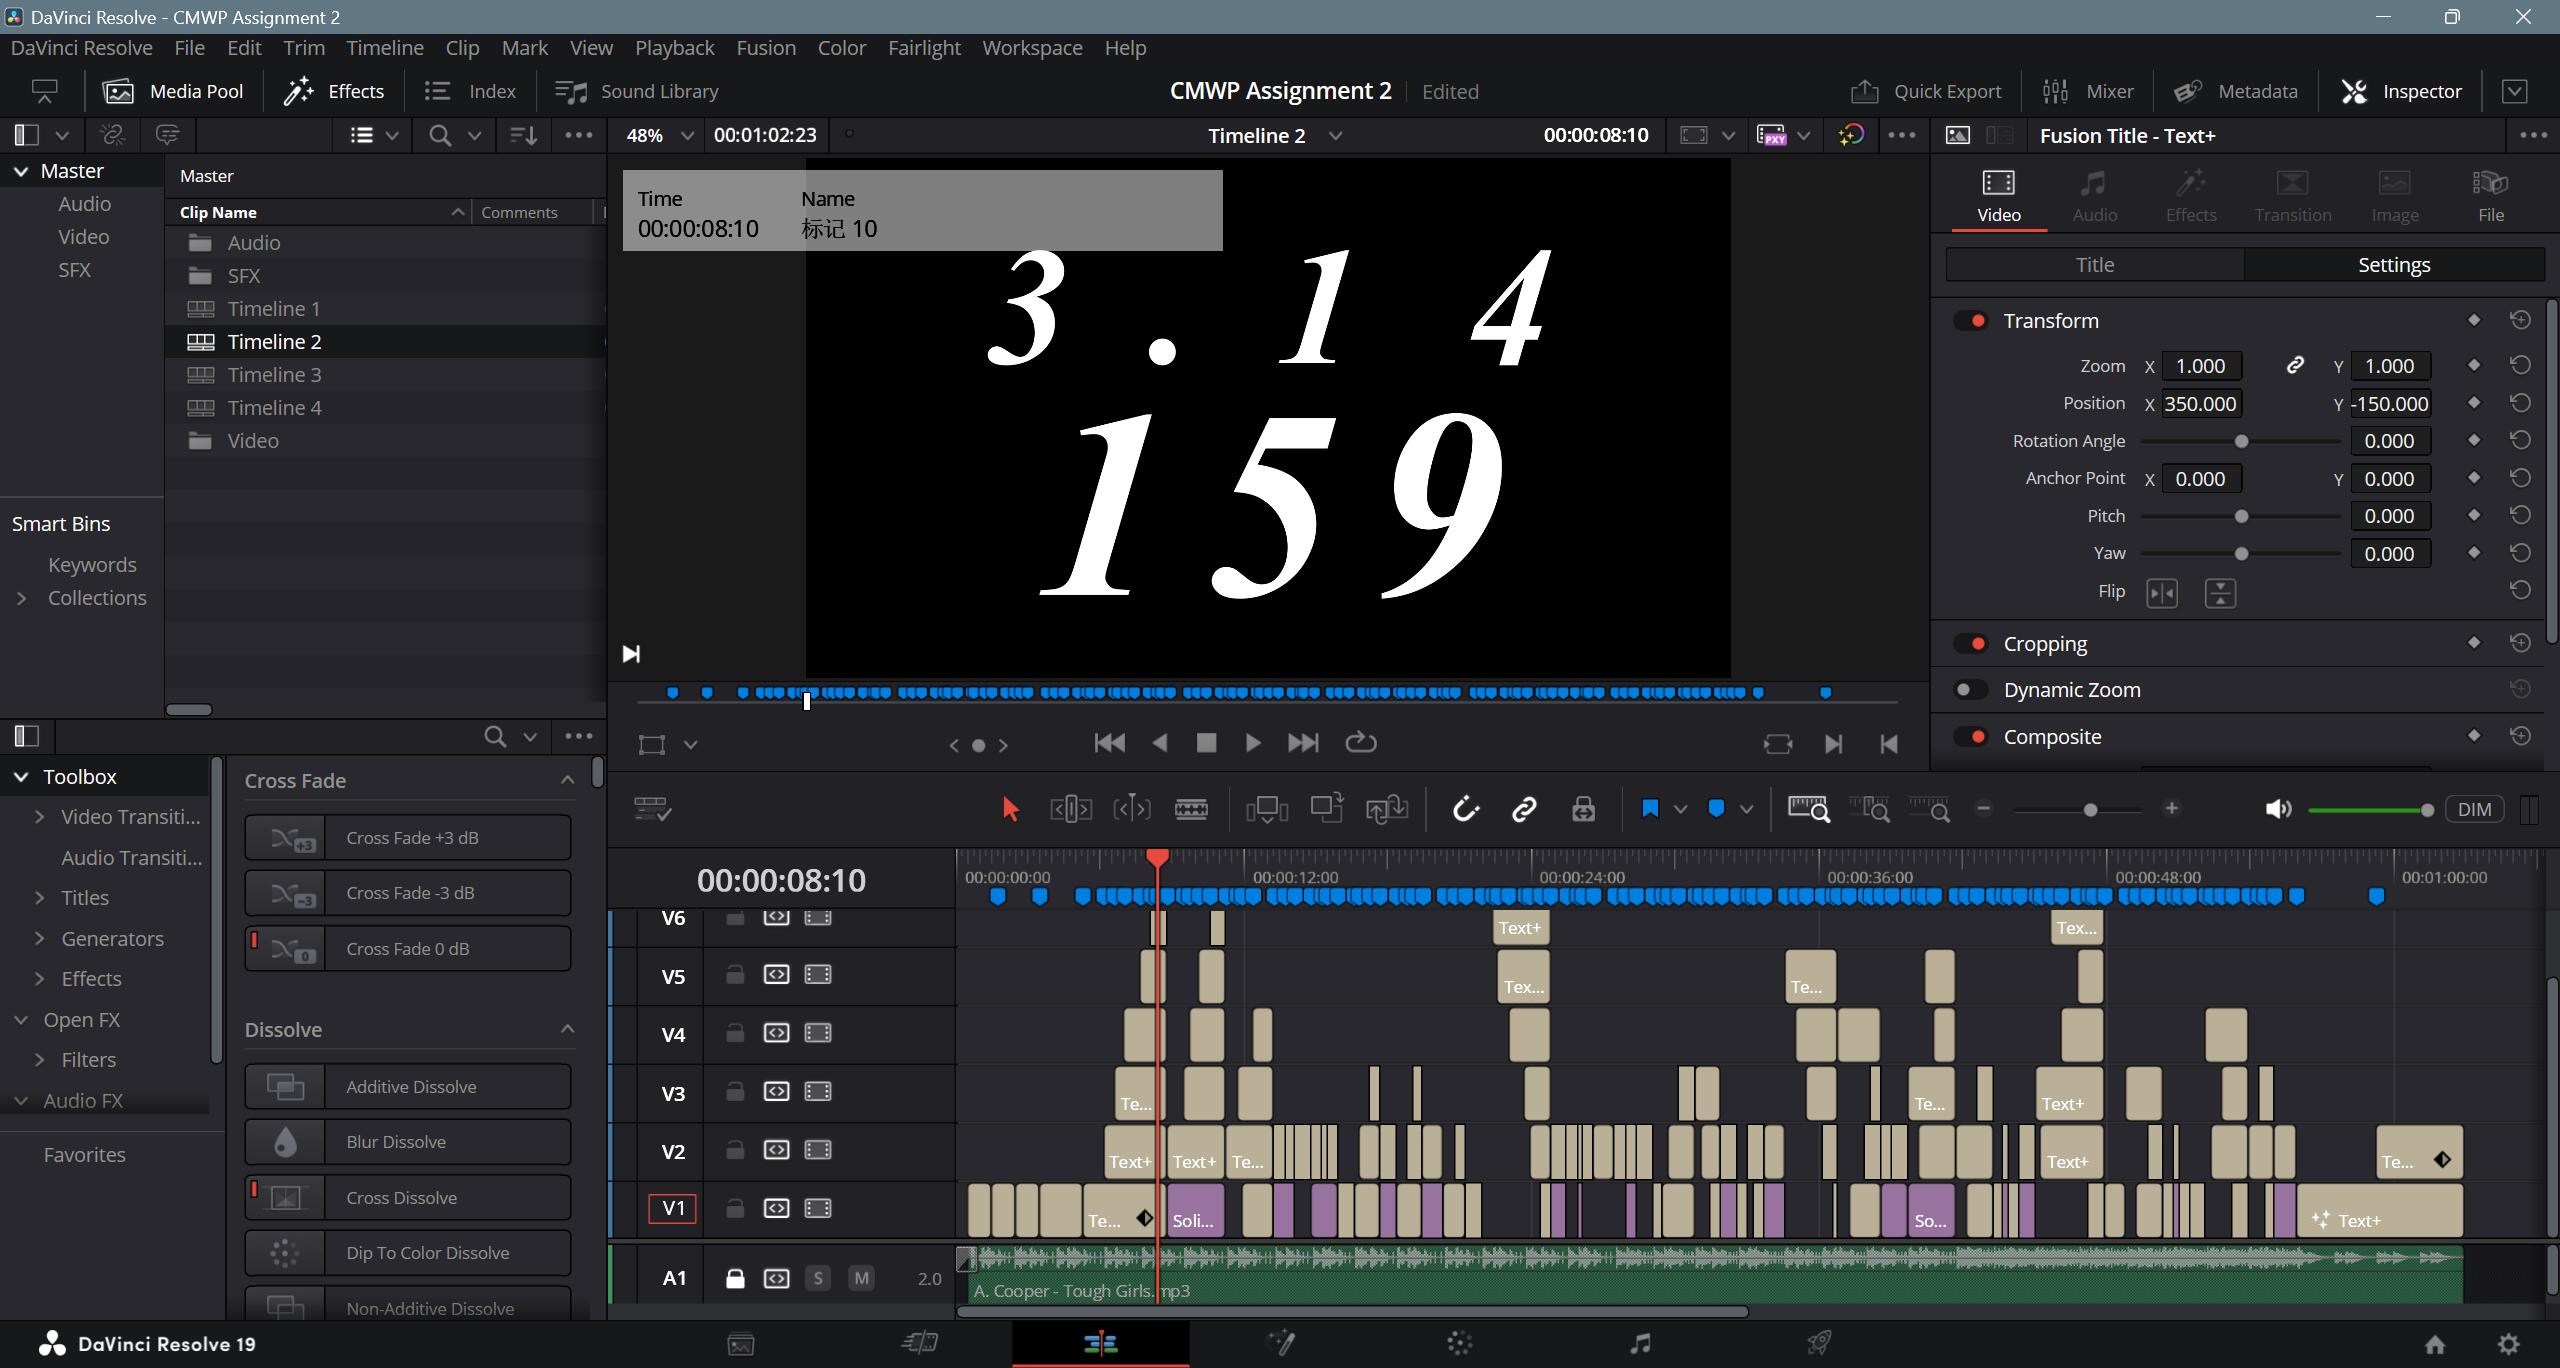 DaVinci Resolve - CMWP Assignment 2
DaVinci Resolve File Edit Trim Timeline Clip Mark View Playback Fusion Color Fairlight Workspace Help
Media Pool Effects Index Sound Library CMWP Assignment 2 Edited Quick Export Mixer Metadata Inspector
48% 00:01:02:23 Timeline 2 00:00:08:10 PXY Fusion Title - Text+
Master
Audio
Video
SFX
Master
Clip Name Comments
Audio
SFX
Timeline 1
Timeline 2
Timeline 3
Timeline 4
Video
Smart Bins
Keywords
Collections
Time Name
00:00:08:10 标记 10
3 . 1 4
159
Video Audio Effects Transition Image File
Title Settings
Transform
Zoom X 1.000 Y 1.000
Position X 350.000 Y -150.000
Rotation Angle 0.000
Anchor Point X 0.000 Y 0.000
Pitch 0.000
Yaw 0.000
Flip
Cropping
Dynamic Zoom
Composite
Toolbox
Video Transiti...
Audio Transiti...
Titles
Generators
Effects
Open FX
Filters
Audio FX
Favorites
Cross Fade
+3 Cross Fade +3 dB
-3 Cross Fade -3 dB
0 Cross Fade 0 dB
Dissolve
Additive Dissolve
Blur Dissolve
Cross Dissolve
Dip To Color Dissolve
Non-Additive Dissolve
DIM
00:00:08:10 00:00:00:00 00:00:12:00 00:00:24:00 00:00:36:00 00:00:48:00 00:01:00:00
V6 Text+ Tex...
V5 Tex... Te...
V4
V3 Te... Te... Text+
V2 Text+ Text+ Te... Text+ Te...
V1 Te... Soli... So... Text+
A1 S M 2.0
A. Cooper - Tough Girls.mp3
DaVinci Resolve 19